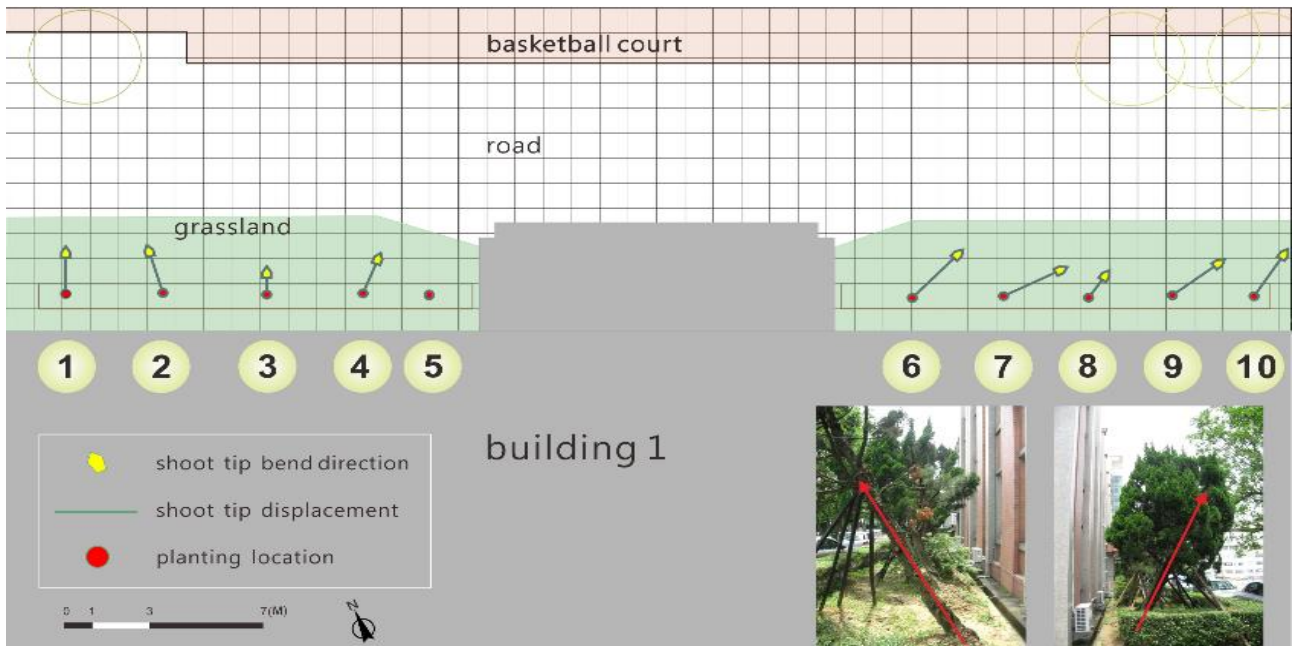 basketball court
road
grassland
1 2 3 4 5 6 7 8 9 10
building 1
shoot tip bend direction
shoot tip displacement
planting location
0 1 3 7(M)
N